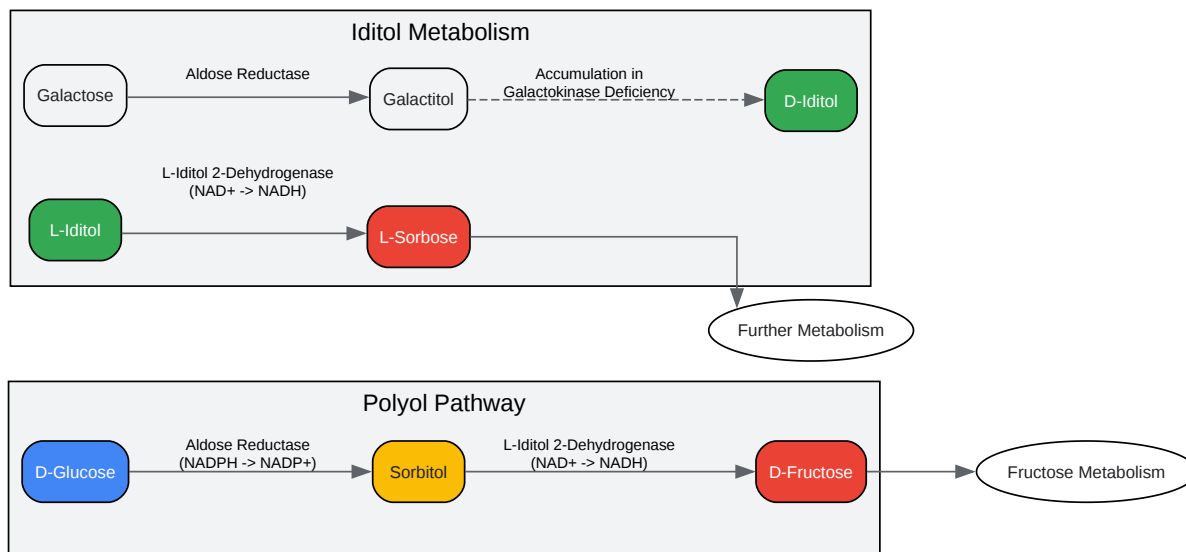 Iditol Metabolism
Aldose Reductase
Accumulation in
Galactokinase Deficiency
Galactose
Galactitol
D-Iditol
L-Iditol 2-Dehydrogenase
(NAD+ -> NADH)
L-Iditol
L-Sorbose
Further Metabolism
Polyol Pathway
Aldose Reductase
(NADPH -> NADP+)
L-Iditol 2-Dehydrogenase
(NAD+ -> NADH)
D-Glucose
Sorbitol
D-Fructose
Fructose Metabolism